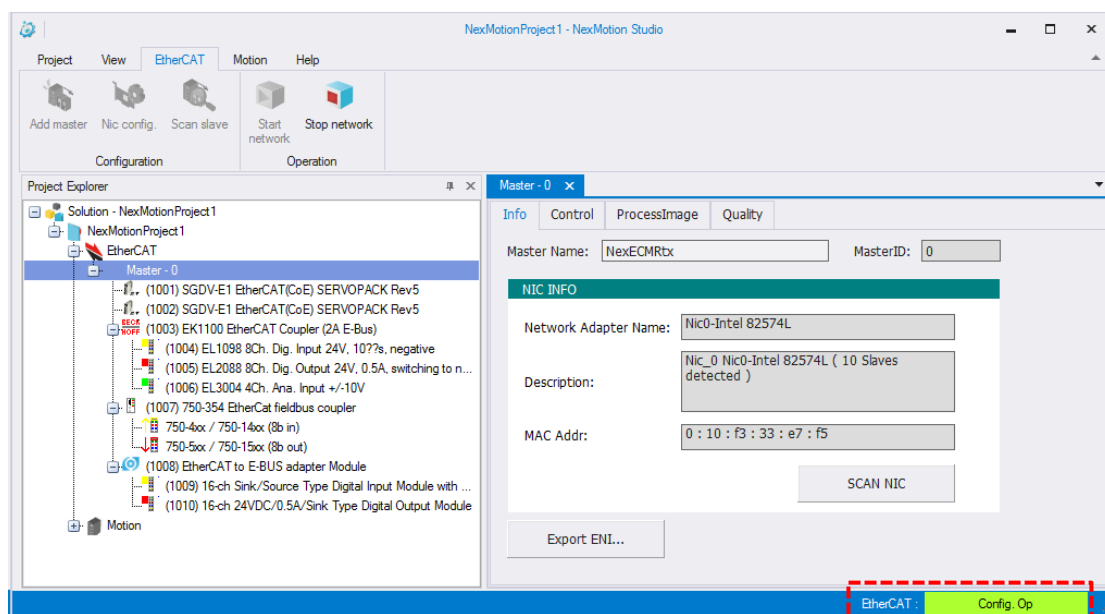 NexMotionProject1 - NexMotion Studio
Project View EtherCAT Motion Help
Add master Nic config. Scan slave Start network Stop network
Configuration Operation
Project Explorer
Solution - NexMotionProject1
NexMotionProject1
EtherCAT
Master - 0
(1001) SGDV-E1 EtherCAT(CoE) SERVOPACK Rev5
(1002) SGDV-E1 EtherCAT(CoE) SERVOPACK Rev5
BECK
HOFF
(1003) EK1100 EtherCAT Coupler (2A E-Bus)
(1004) EL1098 8Ch. Dig. Input 24V, 10??s, negative
(1005) EL2088 8Ch. Dig. Output 24V, 0.5A, switching to n...
(1006) EL3004 4Ch. Ana. Input +/-10V
(1007) 750-354 EtherCat fieldbus coupler
750-4xx / 750-14xx (8b in)
750-5xx / 750-15xx (8b out)
(1008) EtherCAT to E-BUS adapter Module
(1009) 16-ch Sink/Source Type Digital Input Module with ...
(1010) 16-ch 24VDC/0.5A/Sink Type Digital Output Module
Motion
Master - 0
Info Control ProcessImage Quality
Master Name: NexECMRtx MasterID: 0
NIC INFO
Network Adapter Name: Nic0-Intel 82574L
Description: Nic_0 Nic0-Intel 82574L ( 10 Slaves
detected )
MAC Addr: 0 : 10 : f3 : 33 : e7 : f5
SCAN NIC
Export ENI...
EtherCAT : Config. Op